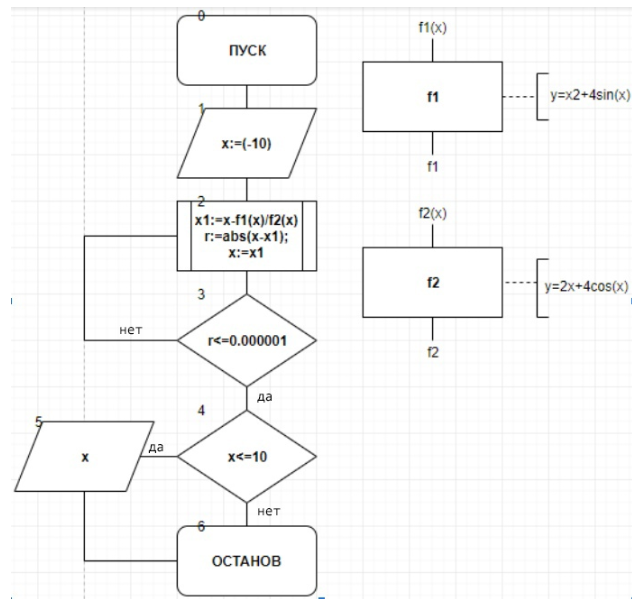 0
ПУСК
1
x:=(-10)
2
x1:=x-f1(x)/f2(x)
r:=abs(x-x1);
x:=x1
3
нет
r<=0.000001
да
4
5
да
x
x<=10
нет
6
ОСТАНОВ
f1(x)
f1
y=x2+4sin(x)
f1
f2(x)
f2
y=2x+4cos(x)
f2